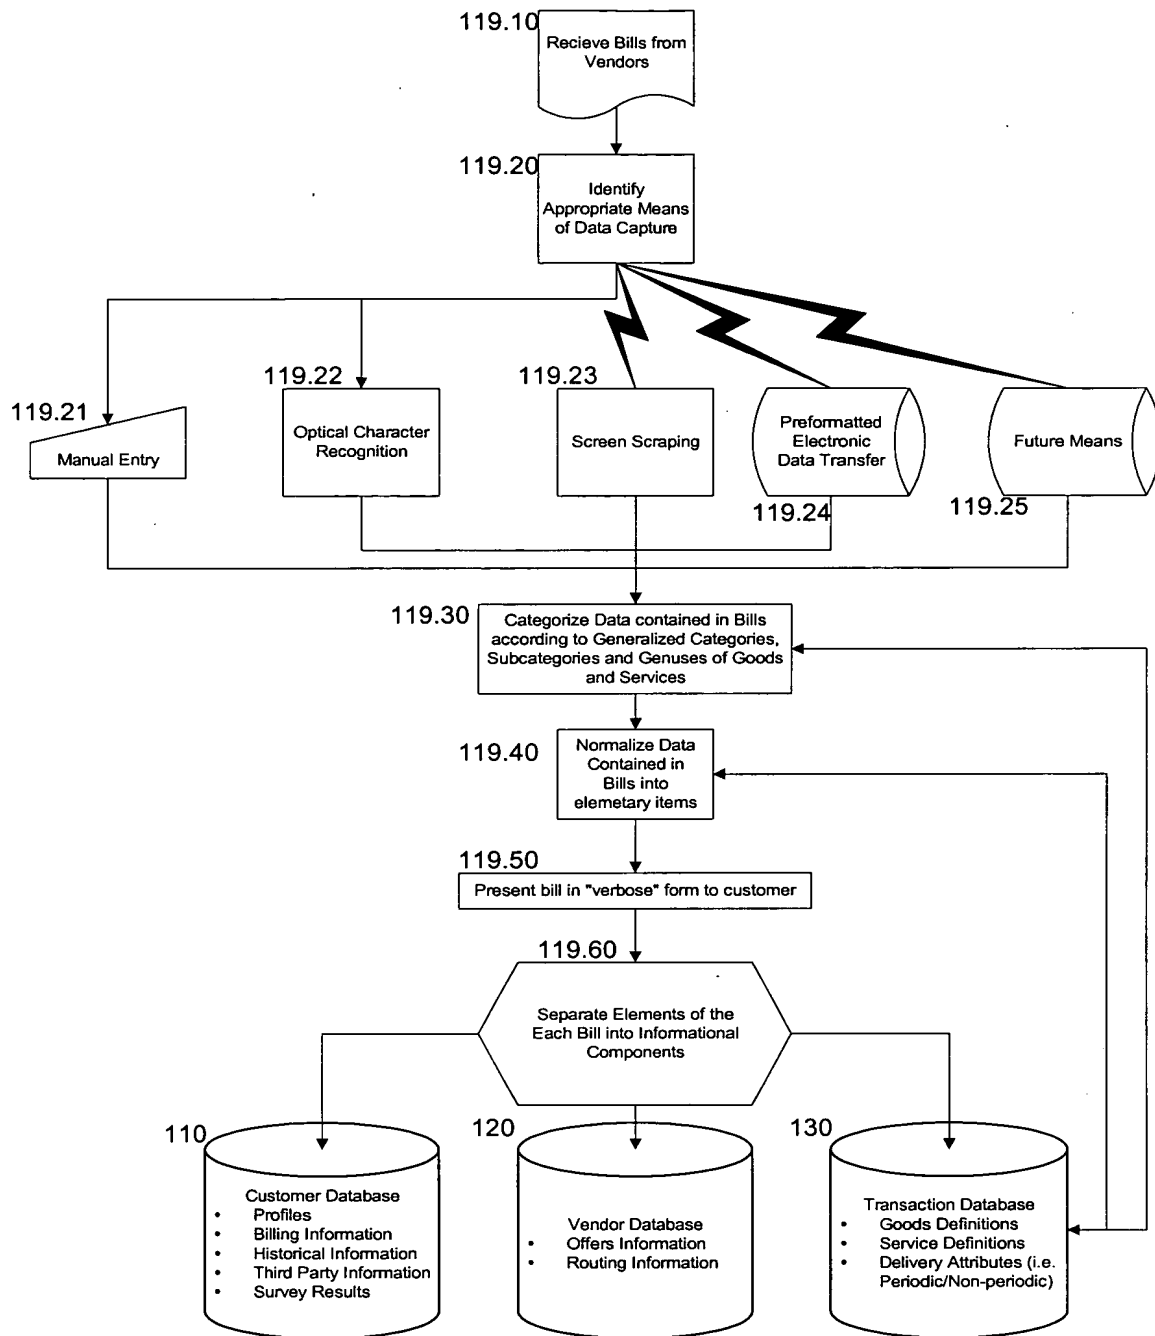 119.10
Recieve Bills from
Vendors
119.20
Identify
Appropriate Means
of Data Capture
119.21
Manual Entry
119.22
Optical Character
Recognition
119.23
Screen Scraping
Preformatted
Electronic
Data Transfer
119.24
Future Means
119.25
119.30
Categorize Data contained in Bills
according to Generalized Categories,
Subcategories and Genuses of Goods
and Services
119.40
Normalize Data
Contained in
Bills into
elemetary items
119.50
Present bill in "verbose" form to customer
119.60
Separate Elements of the
Each Bill into Informational
Components
110
Customer Database
• Profiles
• Billing Information
• Historical Information
• Third Party Information
• Survey Results
120
Vendor Database
• Offers Information
• Routing Information
130
Transaction Database
• Goods Definitions
• Service Definitions
• Delivery Attributes (i.e.
Periodic/Non-periodic)